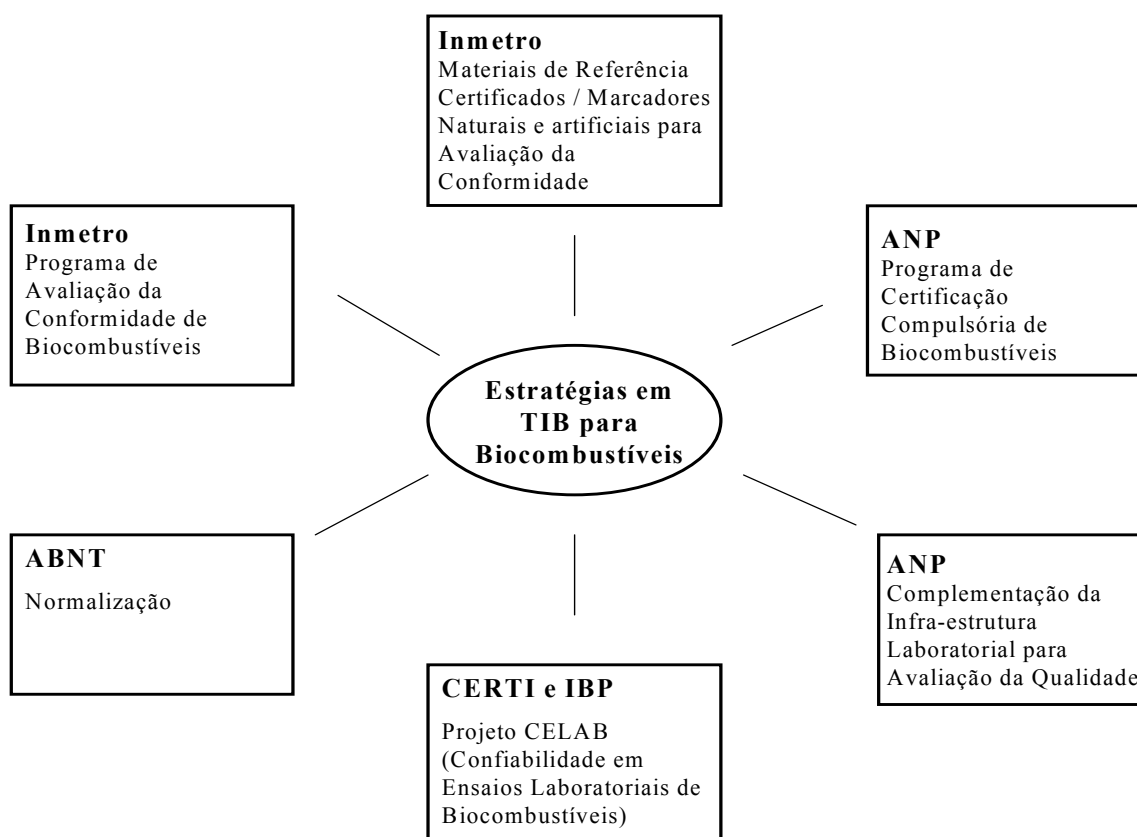 Inmetro
Materiais de Referência
Certificados / Marcadores
Naturais e artificiais para
Avaliação da
Conformidade
Inmetro
Programa de
Avaliação da
Conformidade de
Biocombustíveis
ANP
Programa de
Certificação
Compulsória de
Biocombustíveis
Estratégias em
TIB para
Biocombustíveis
ABNT
Normalização
ANP
Complementação da
Infra-estrutura
Laboratorial para
Avaliação da Qualidade
CERTI e IBP
Projeto CELAB
(Confiabilidade em
Ensaios Laboratoriais de
Biocombustíveis)